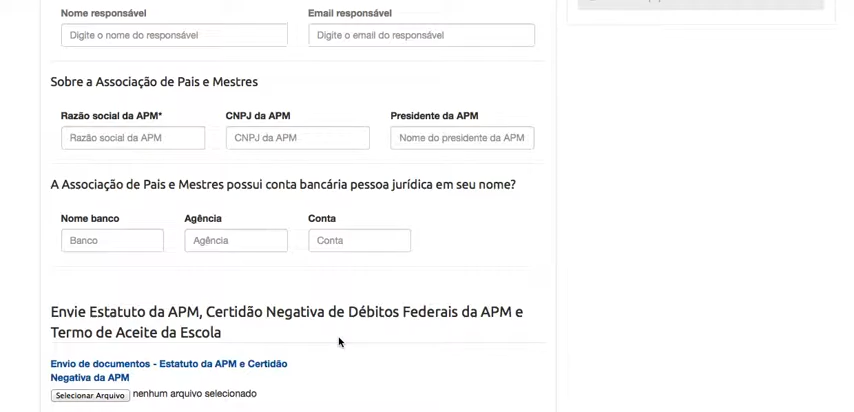 Nome responsável Email responsável
Digite o nome do responsável Digite o email do responsável
Sobre a Associação de Pais e Mestres
Razão social da APM* CNPJ da APM Presidente da APM
Razão social da APM CNPJ da APM Nome do presidente da APM
A Associação de Pais e Mestres possui conta bancária pessoa jurídica em seu nome?
Nome banco Agência Conta
Banco Agência Conta
Envie Estatuto da APM, Certidão Negativa de Débitos Federais da APM e
Termo de Aceite da Escola
Envio de documentos - Estatuto da APM e Certidão
Negativa da APM
Selecionar Arquivo nenhum arquivo selecionado